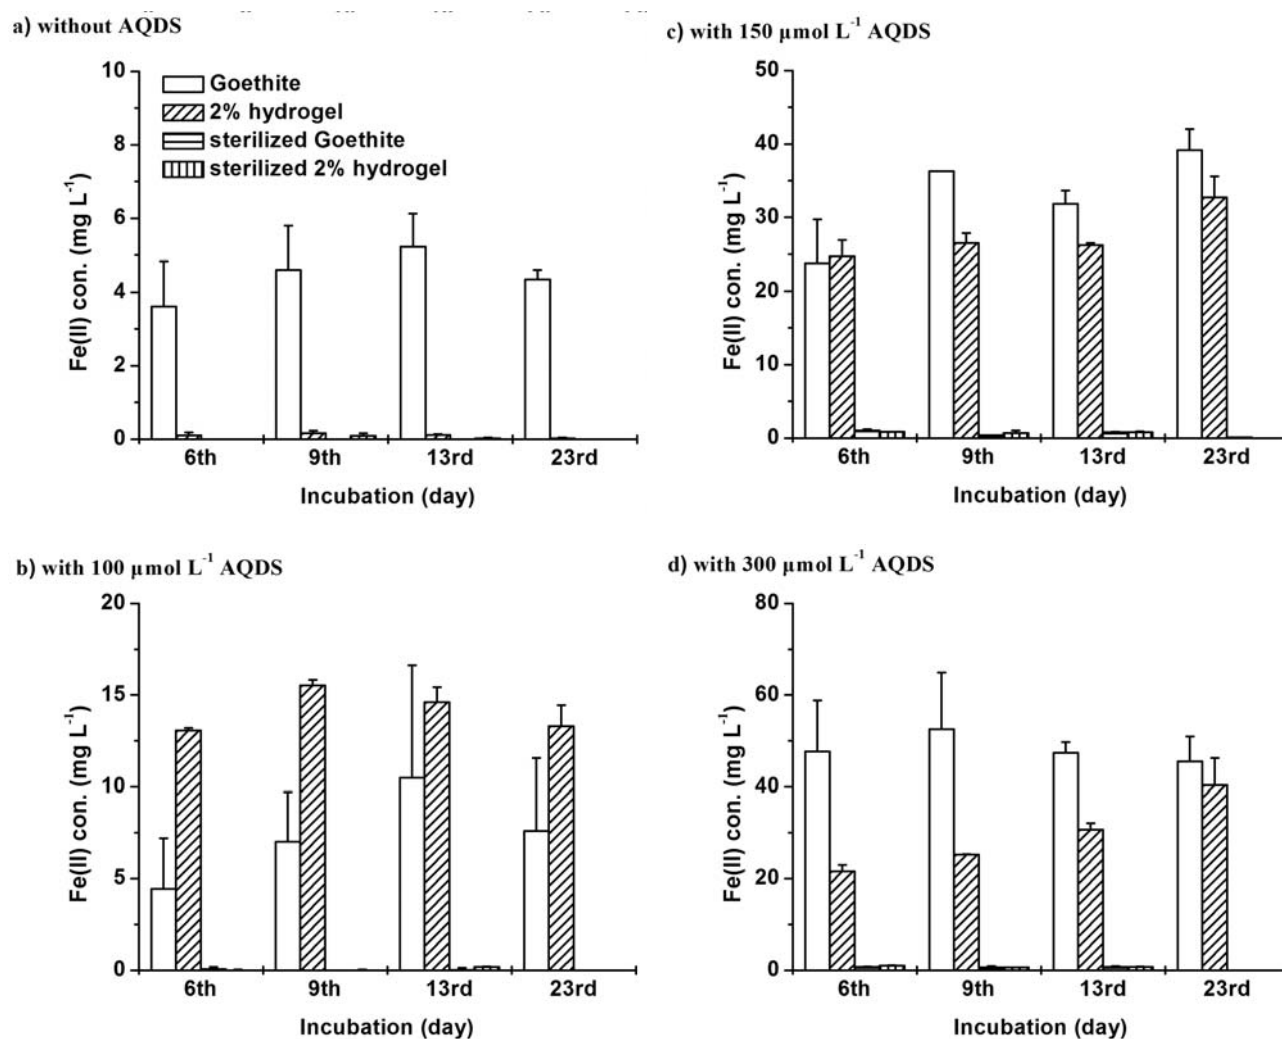 a) without AQDS
10
8
6
4
2
0
Fe(II) con. (mg L⁻¹)
Goethite
2% hydrogel
sterilized Goethite
sterilized 2% hydrogel
6th 9th 13rd 23rd
Incubation (day)
b) with 100 µmol L⁻¹ AQDS
20
15
10
5
0
Fe(II) con. (mg L⁻¹)
6th 9th 13rd 23rd
Incubation (day)
c) with 150 µmol L⁻¹ AQDS
50
40
30
20
10
0
Fe(II) con. (mg L⁻¹)
6th 9th 13rd 23rd
Incubation (day)
d) with 300 µmol L⁻¹ AQDS
80
60
40
20
0
Fe(II) con. (mg L⁻¹)
6th 9th 13rd 23rd
Incubation (day)